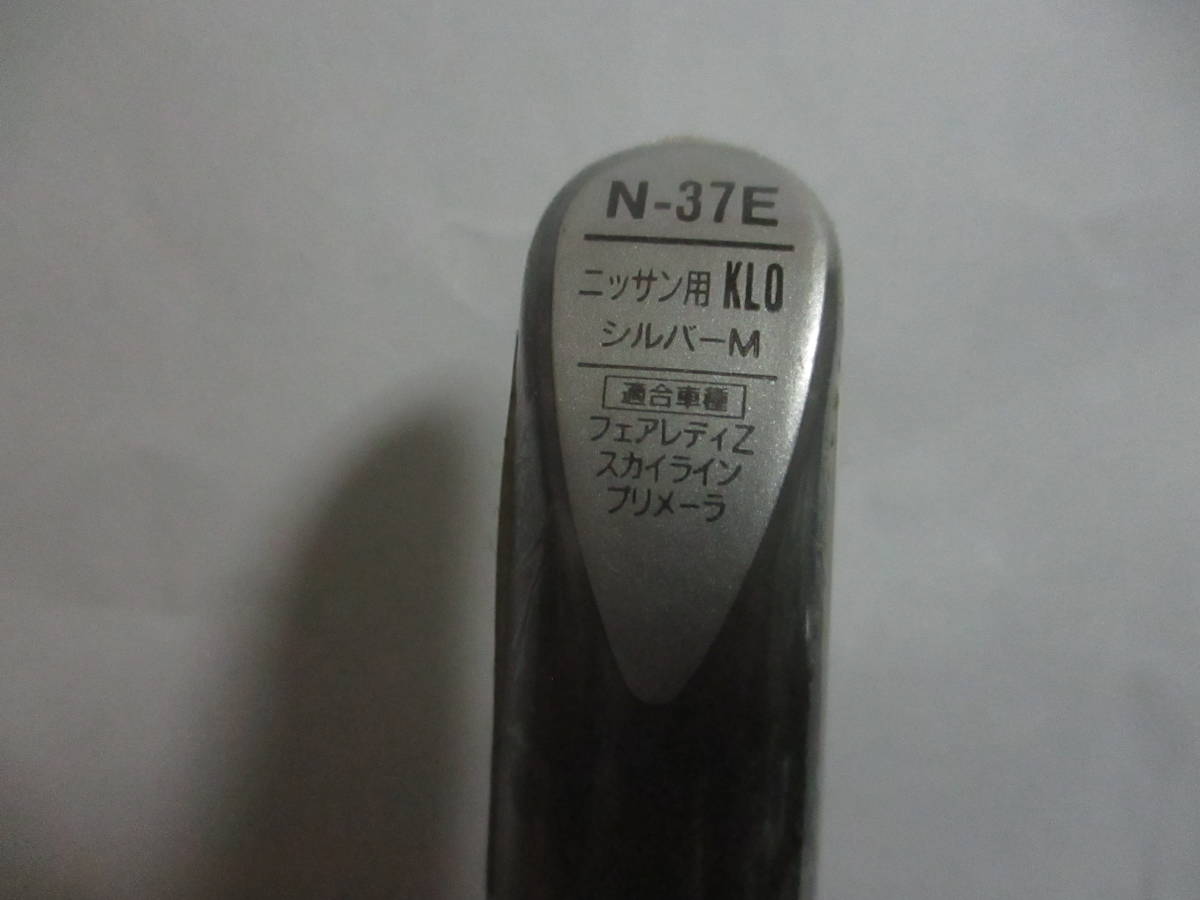 N-37E
ニッサン用 KLO
シルバーM
適合車種
フェアレディZ
スカイライン
プリメーラ